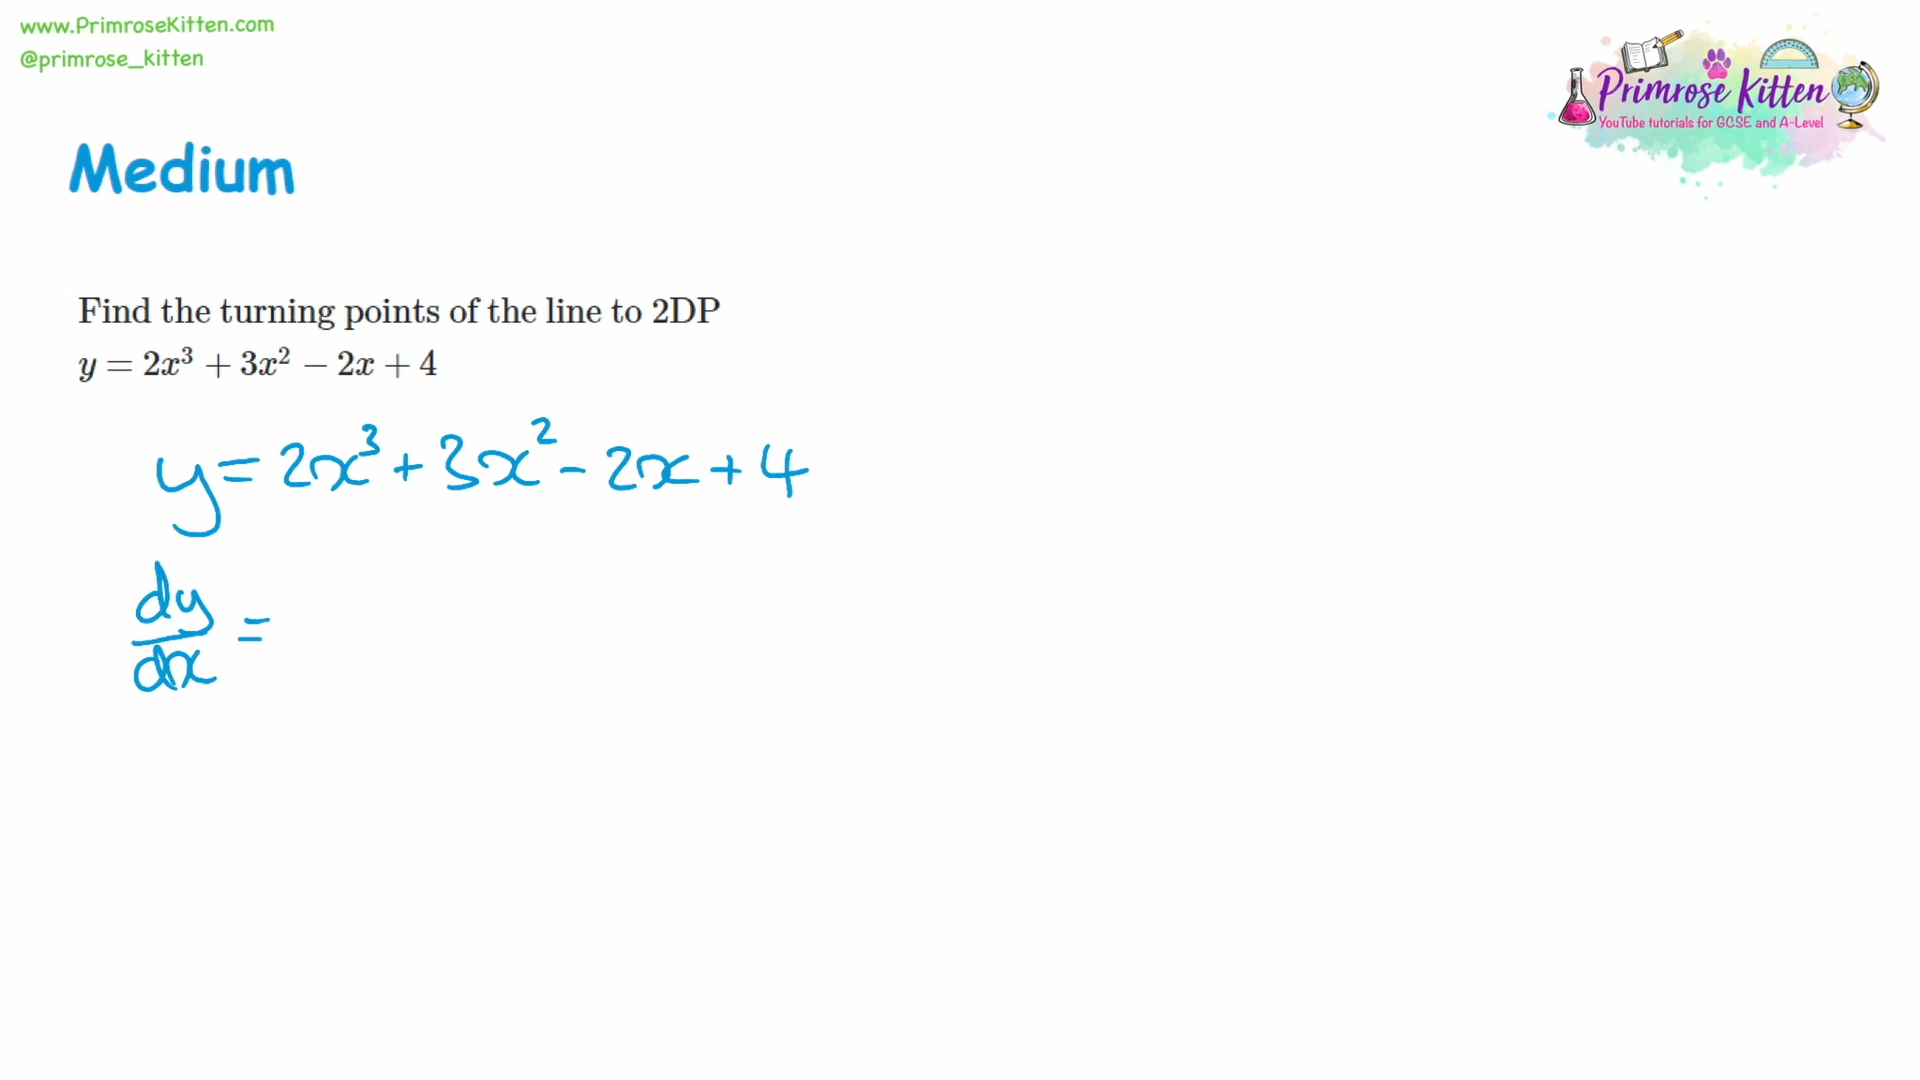 www.PrimroseKitten.com
@primrose_kitten
Primrose Kitten
YouTube tutorials for GCSE and A-Level
Medium
Find the turning points of the line to 2DP
y = 2x³ + 3x² − 2x + 4
y = 2x³ + 3x² - 2x + 4
dy/dx =